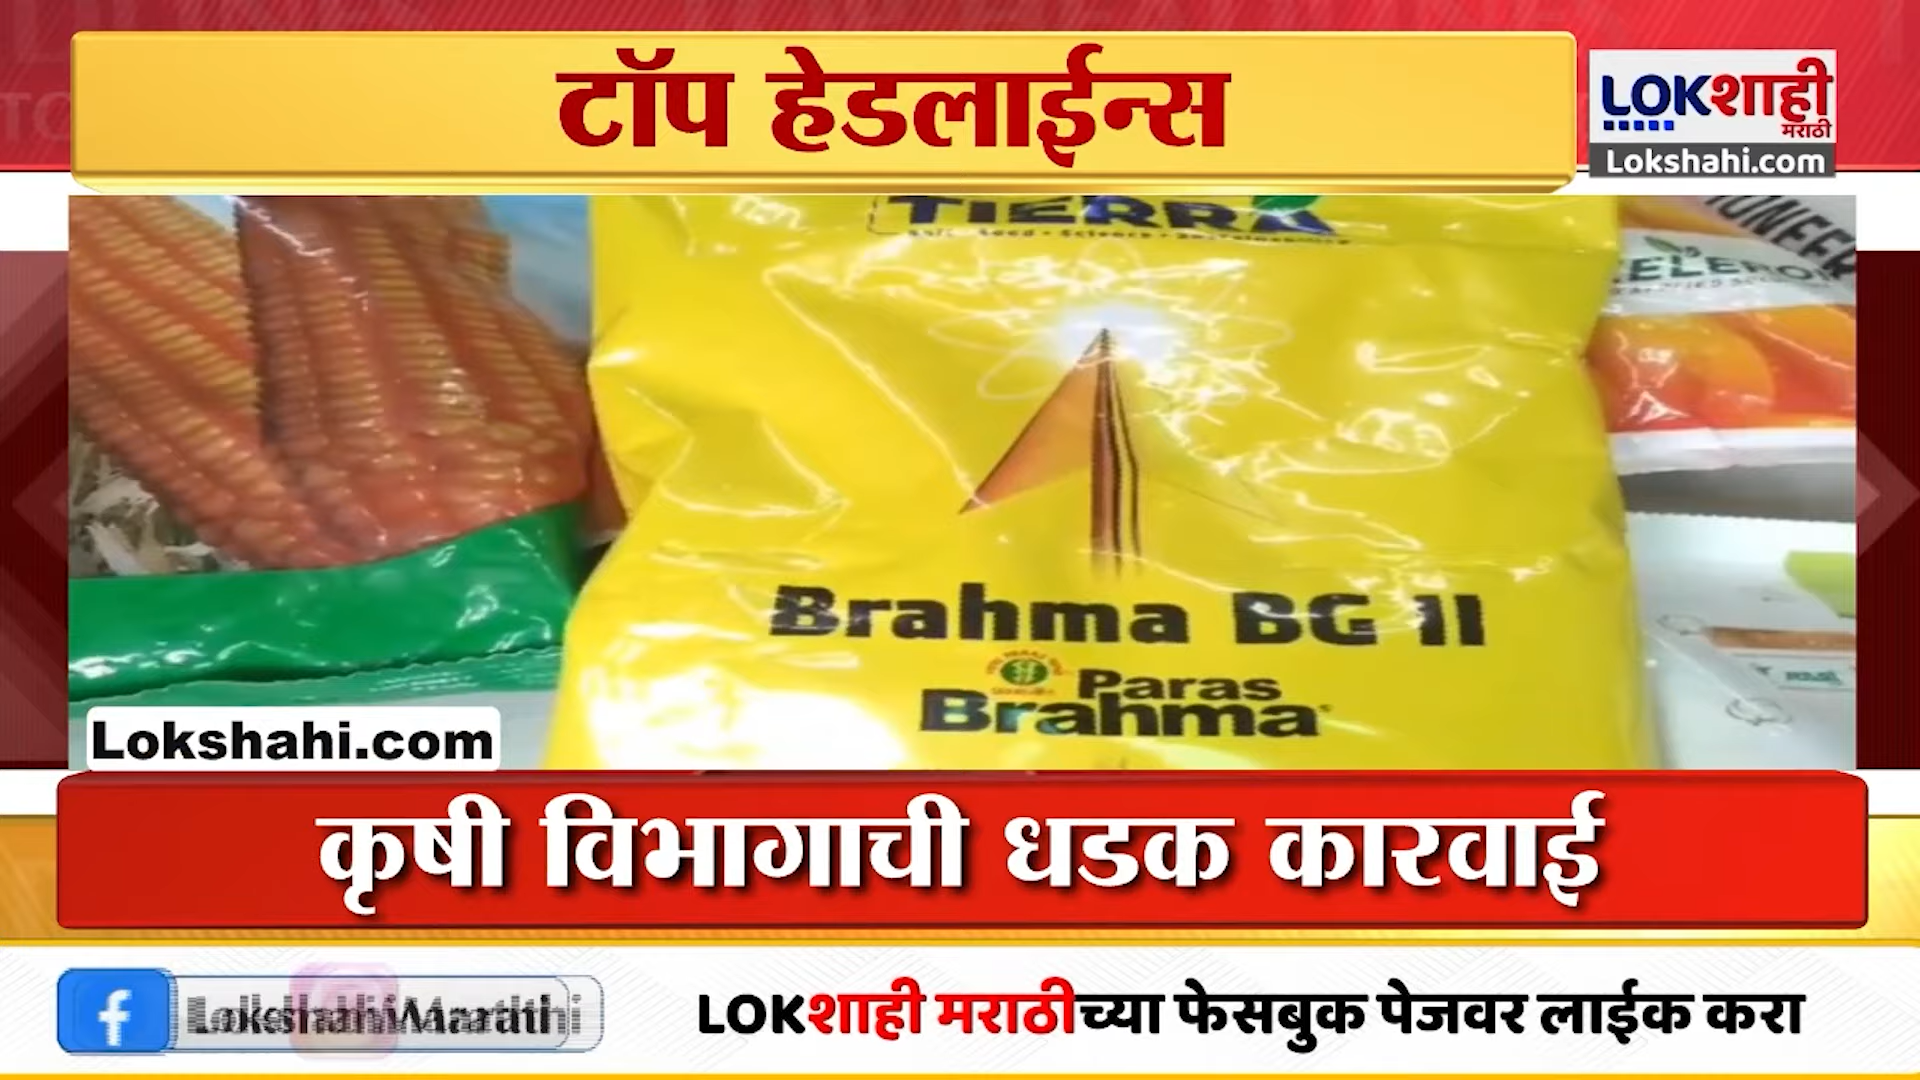 टॉप हेडलाईन्स
LOKशाही
मराठी
Lokshahi.com
TIERRA
Brahma BG II
Paras
Brahma
Lokshahi.com
कृषी विभागाची धडक कारवाई
LOKशाही मराठीच्या फेसबुक पेजवर लाईक करा